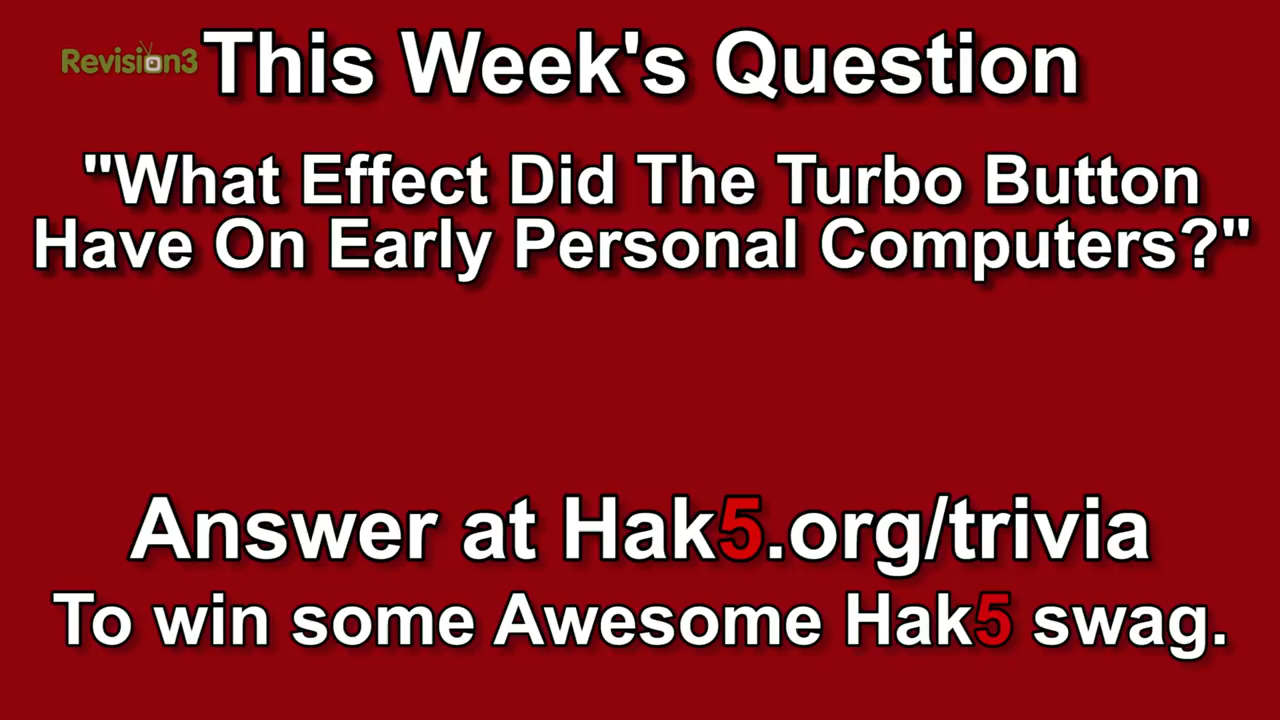 Revision3
This Week's Question
"What Effect Did The Turbo Button
Have On Early Personal Computers?"
Answer at Hak5.org/trivia
To win some Awesome Hak5 swag.